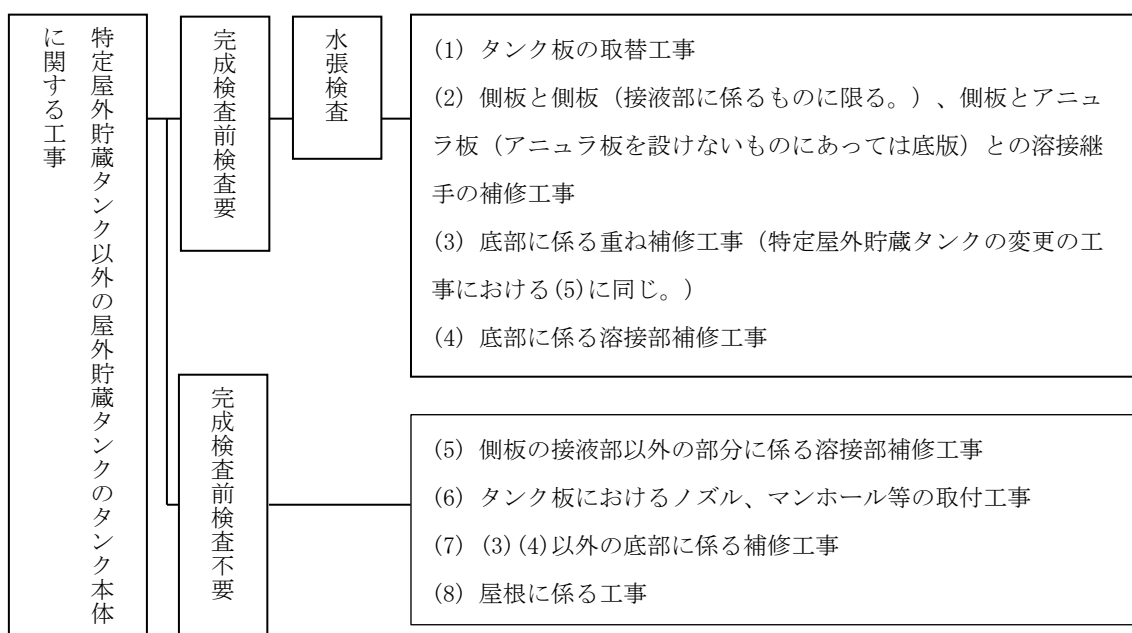 特定屋外貯蔵タンク以外の屋外貯蔵タンクのタンク本体
に関する工事
完成検査前検査要
水張検査
(1) タンク板の取替工事
(2) 側板と側板（接液部に係るものに限る。）、側板とアニュ
ラ板（アニュラ板を設けないものにあっては底版）との溶接継
手の補修工事
(3) 底部に係る重ね補修工事（特定屋外貯蔵タンクの変更の工
事における(5)に同じ。）
(4) 底部に係る溶接部補修工事
完成検査前検査不要
(5) 側板の接液部以外の部分に係る溶接部補修工事
(6) タンク板におけるノズル、マンホール等の取付工事
(7) (3)(4)以外の底部に係る補修工事
(8) 屋根に係る工事